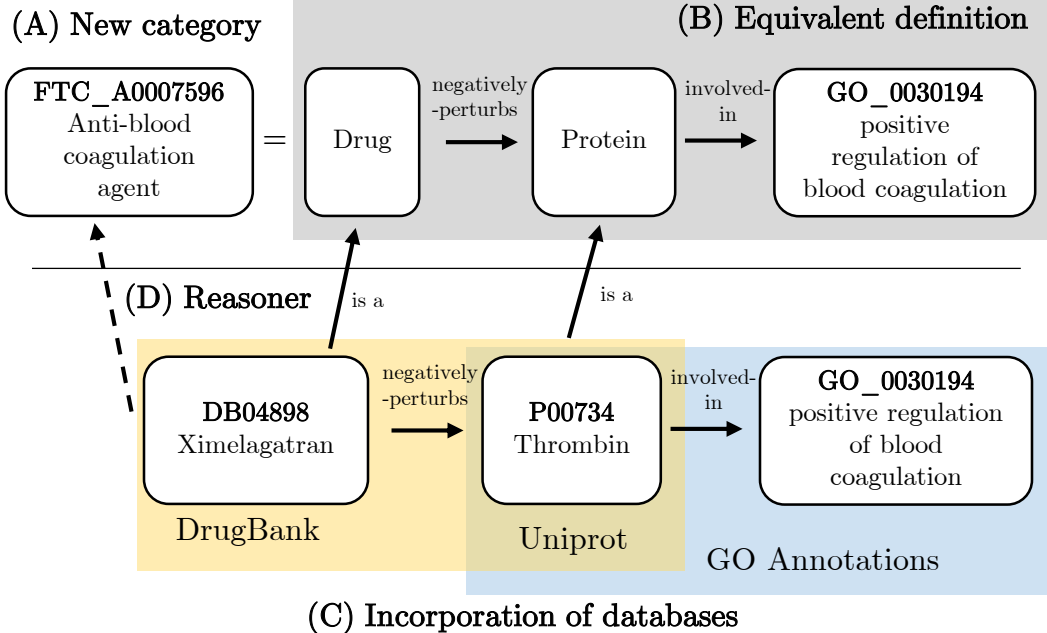 (A) New category
(B) Equivalent definition
FTC_A0007596
Anti-blood
coagulation
agent
=
Drug
negatively
-perturbs
Protein
involved-
in
GO_0030194
positive
regulation of
blood coagulation
(D) Reasoner
is a
is a
DB04898
Ximelagatran
negatively
-perturbs
P00734
Thrombin
involved-
in
GO_0030194
positive regulation
of blood
coagulation
DrugBank
Uniprot
GO Annotations
(C) Incorporation of databases